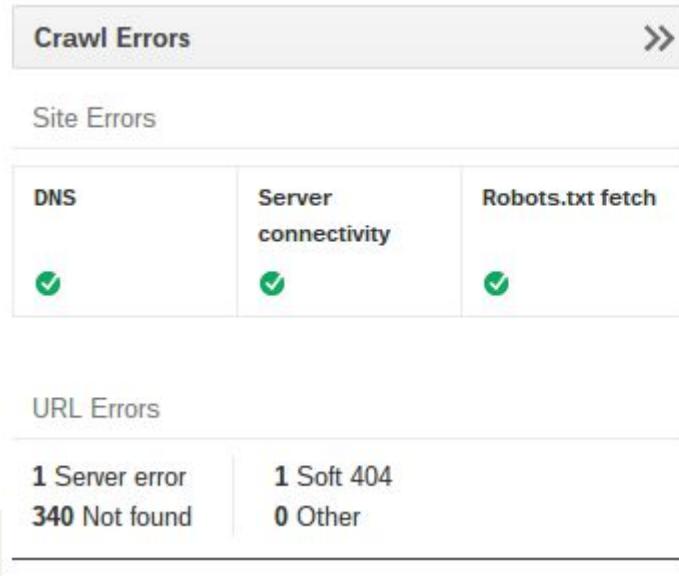 Crawl Errors
Site Errors
DNS
Server
connectivity
Robots.txt fetch
URL Errors
1 Server error
340 Not found
1 Soft 404
0 Other